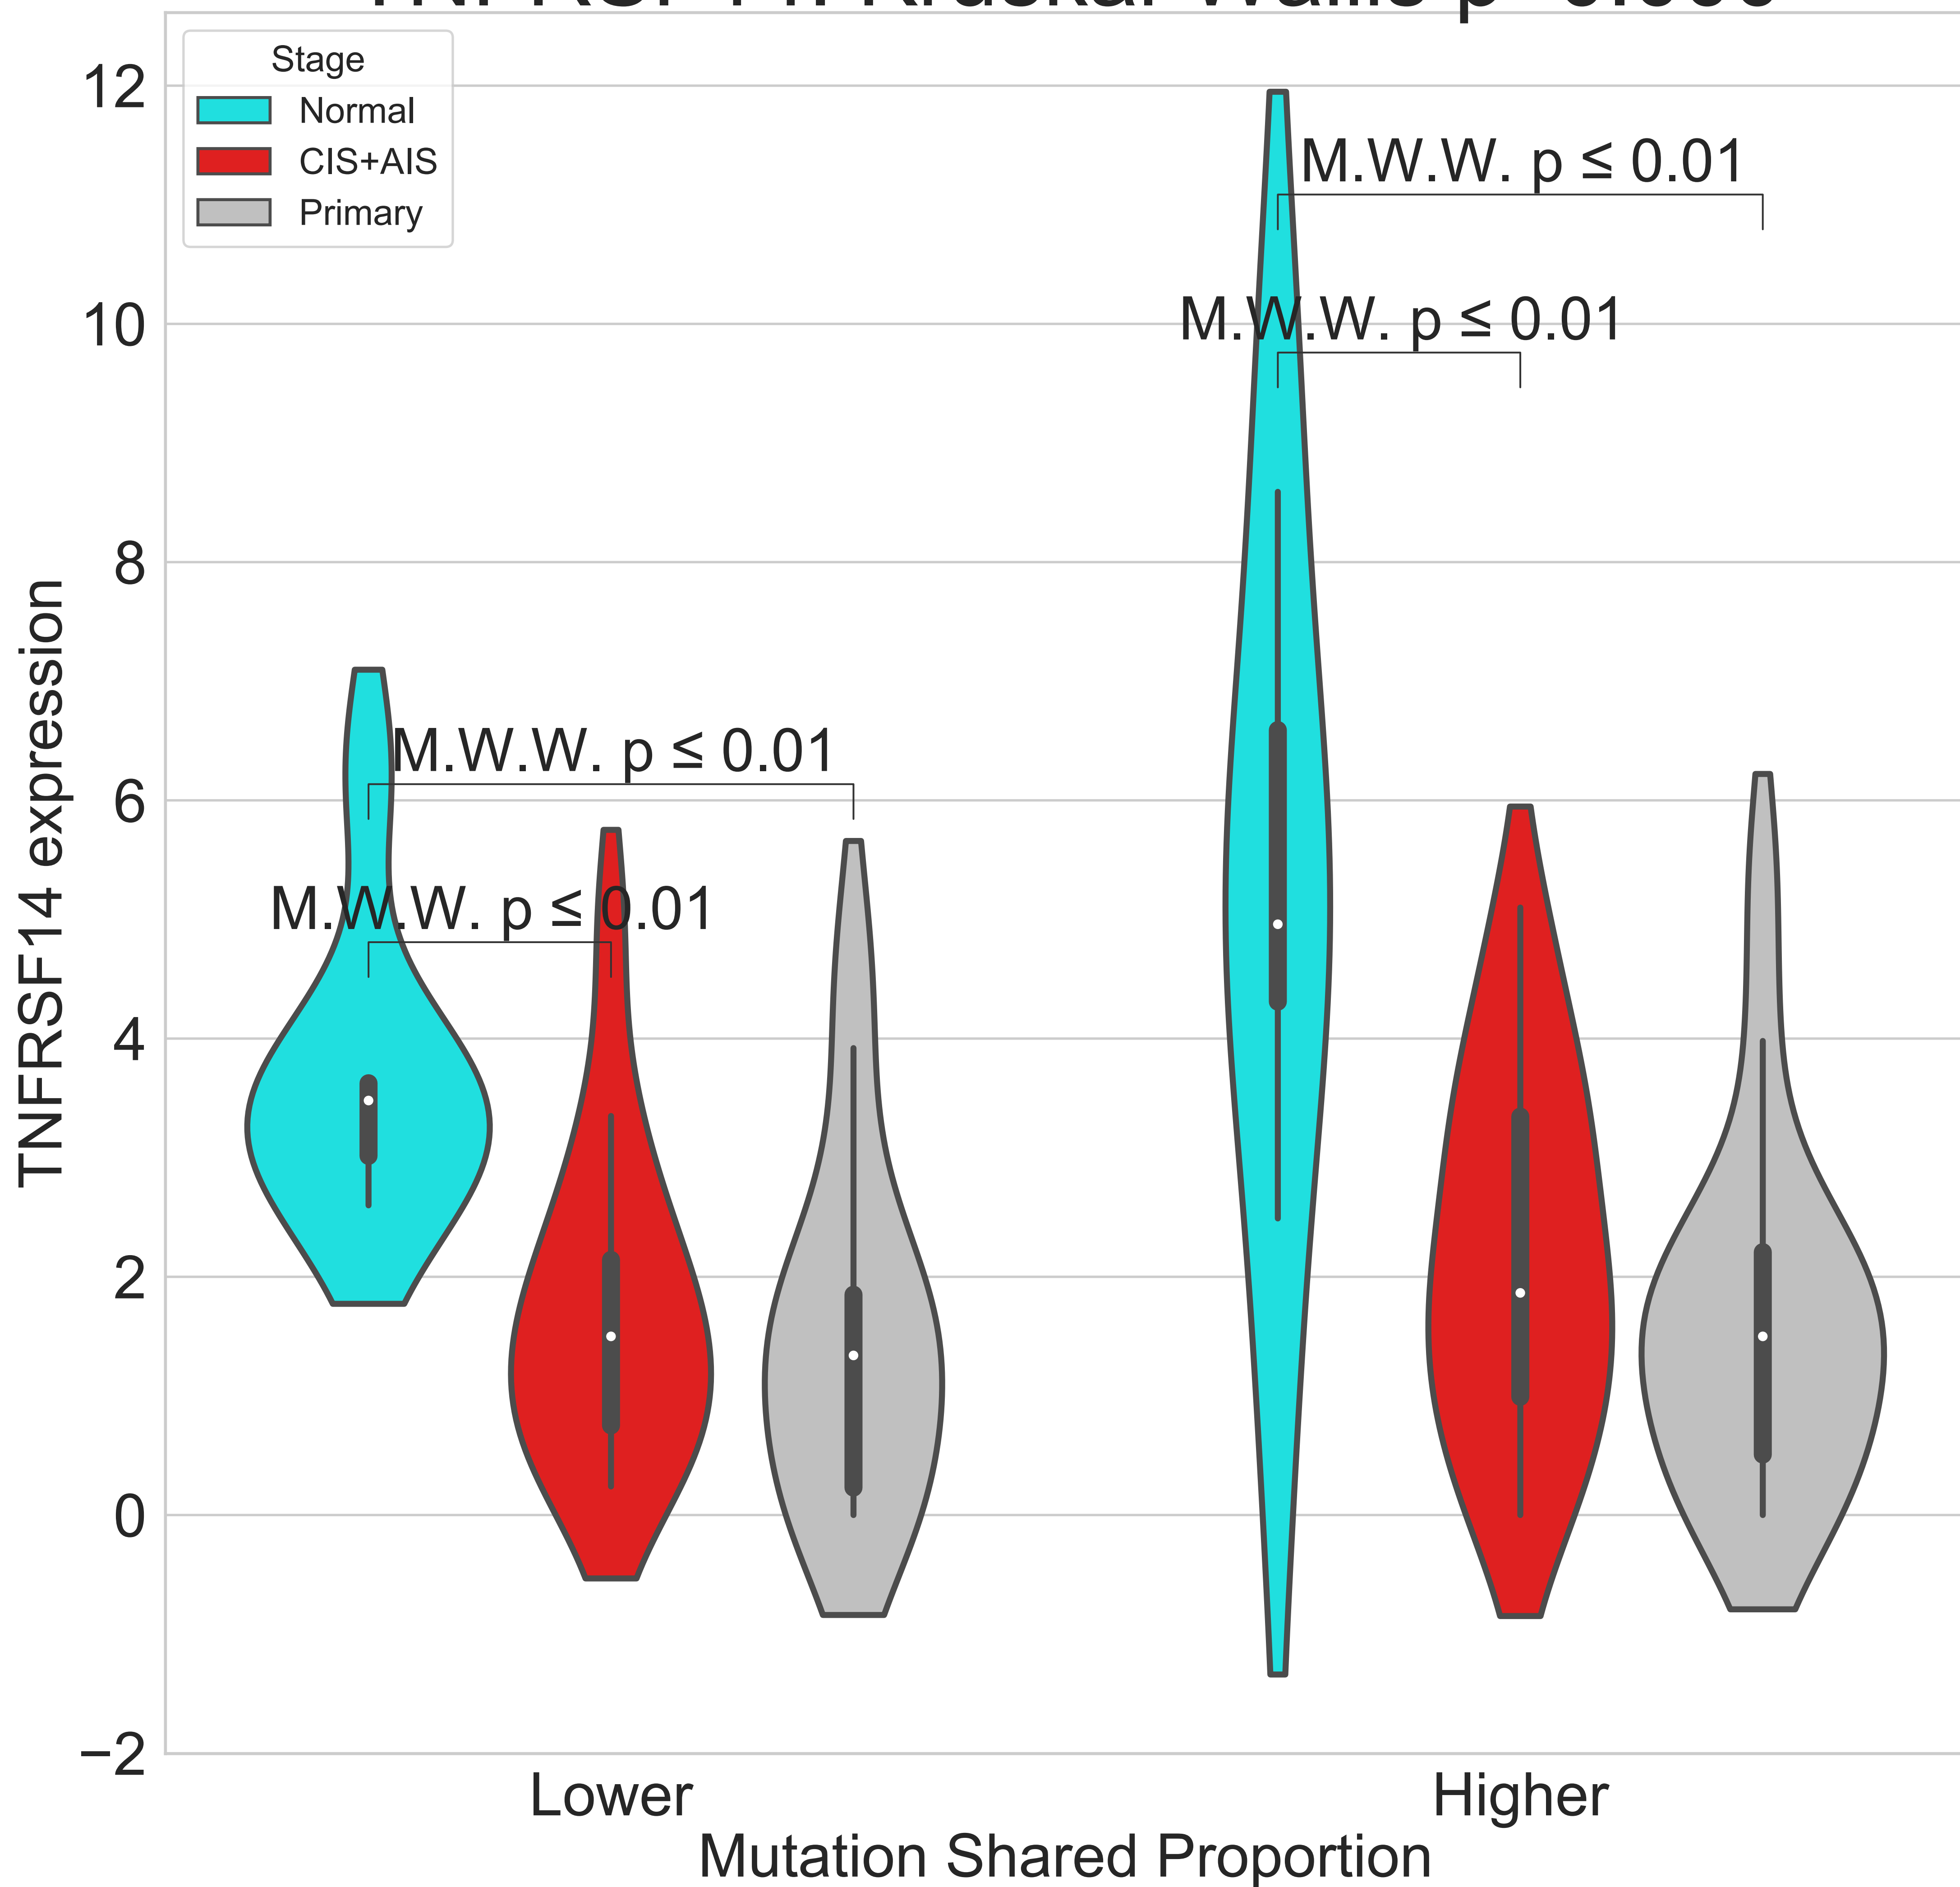 Stage
Normal
CIS+AIS
Primary
12
10
8
6
4
2
0
−2
TNFRSF14 expression
M.W.W. p ≤ 0.01
M.W.W. p ≤ 0.01
M.W.W. p ≤ 0.01
M.W.W. p ≤ 0.01
Lower
Higher
Mutation Shared Proportion